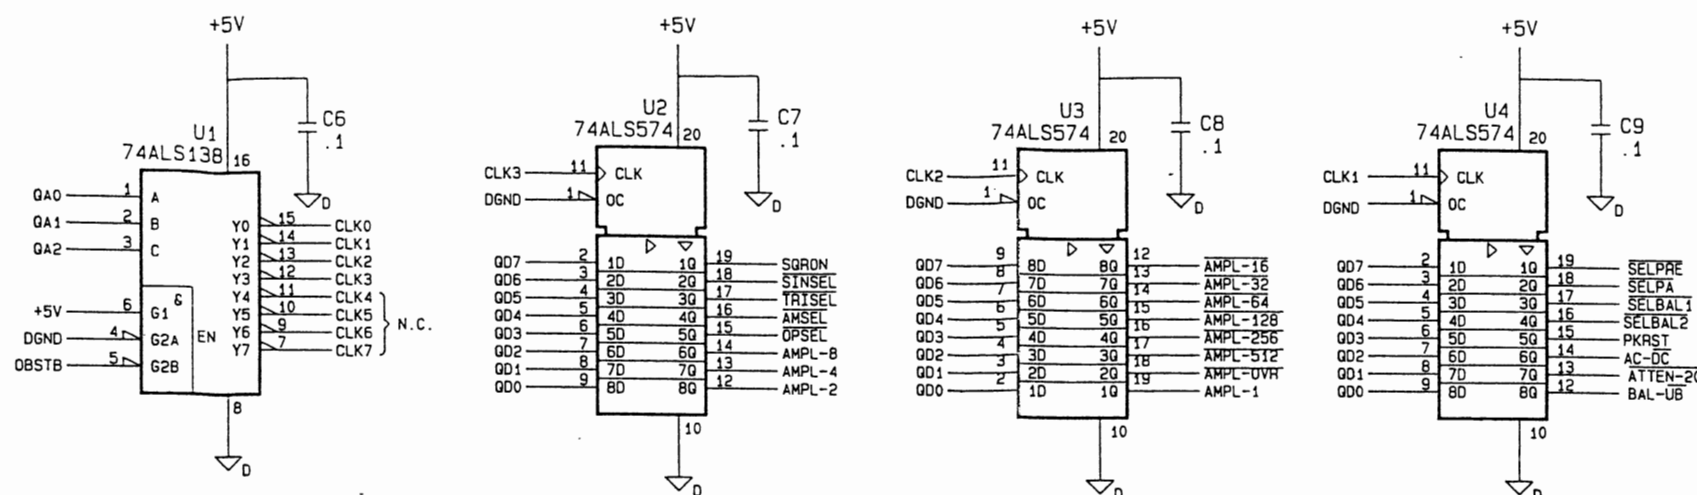 +5V
C6
.1
U1
74ALS138
16
QA0 1 A
QA1 2 B
QA2 3 C
Y0 15 CLK0
Y1 14 CLK1
Y2 13 CLK2
Y3 12 CLK3
Y4 11 CLK4
Y5 10 CLK5
Y6 9 CLK6
Y7 7 CLK7
N.C.
&
EN
+5V 6 G1
DGND 4 G2A
OBSTB 5 G2B
8
D
D
+5V
C7
.1
U2
74ALS574
20
CLK3 11 CLK
DGND 1 OC
D
QD7 2 1D 1Q 19 SQRON
QD6 3 2D 2Q 18 SINSEL
QD5 4 3D 3Q 17 TRISEL
QD4 5 4D 4Q 16 AMSEL
QD3 6 5D 5Q 15 OPSEL
QD2 7 6D 6Q 14 AMPL-8
QD1 8 7D 7Q 13 AMPL-4
QD0 9 8D 8Q 12 AMPL-2
10
D
+5V
C8
.1
U3
74ALS574
20
CLK2 11 CLK
DGND 1 OC
D
QD7 9 8D 8Q 12 AMPL-16
QD6 8 7D 7Q 13 AMPL-32
QD5 7 6D 6Q 14 AMPL-64
QD4 6 5D 5Q 15 AMPL-128
QD3 5 4D 4Q 16 AMPL-256
QD2 4 3D 3Q 17 AMPL-512
QD1 3 2D 2Q 18 AMPL-OVR
QD0 2 1D 1Q 19 AMPL-1
10
D
+5V
C9
.1
U4
74ALS574
20
CLK1 11 CLK
DGND 1 OC
D
QD7 2 1D 1Q 19 SELPRE
QD6 3 2D 2Q 18 SELPA
QD5 4 3D 3Q 17 SELBAL1
QD4 5 4D 4Q 16 SELBAL2
QD3 6 5D 5Q 15 PKRST
QD2 7 6D 6Q 14 AC-DC
QD1 8 7D 7Q 13 ATTEN-20
QD0 9 8D 8Q 12 BAL-UB
10
D